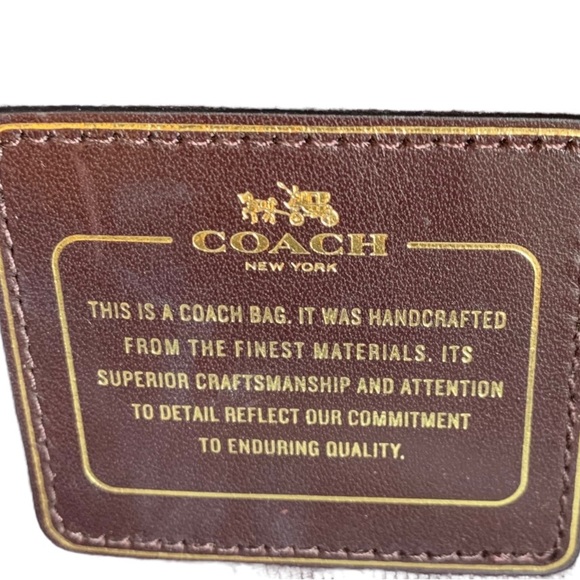 COACH
NEW YORK
THIS IS A COACH BAG. IT WAS HANDCRAFTED
FROM THE FINEST MATERIALS. ITS
SUPERIOR CRAFTSMANSHIP AND ATTENTION
TO DETAIL REFLECT OUR COMMITMENT
TO ENDURING QUALITY.